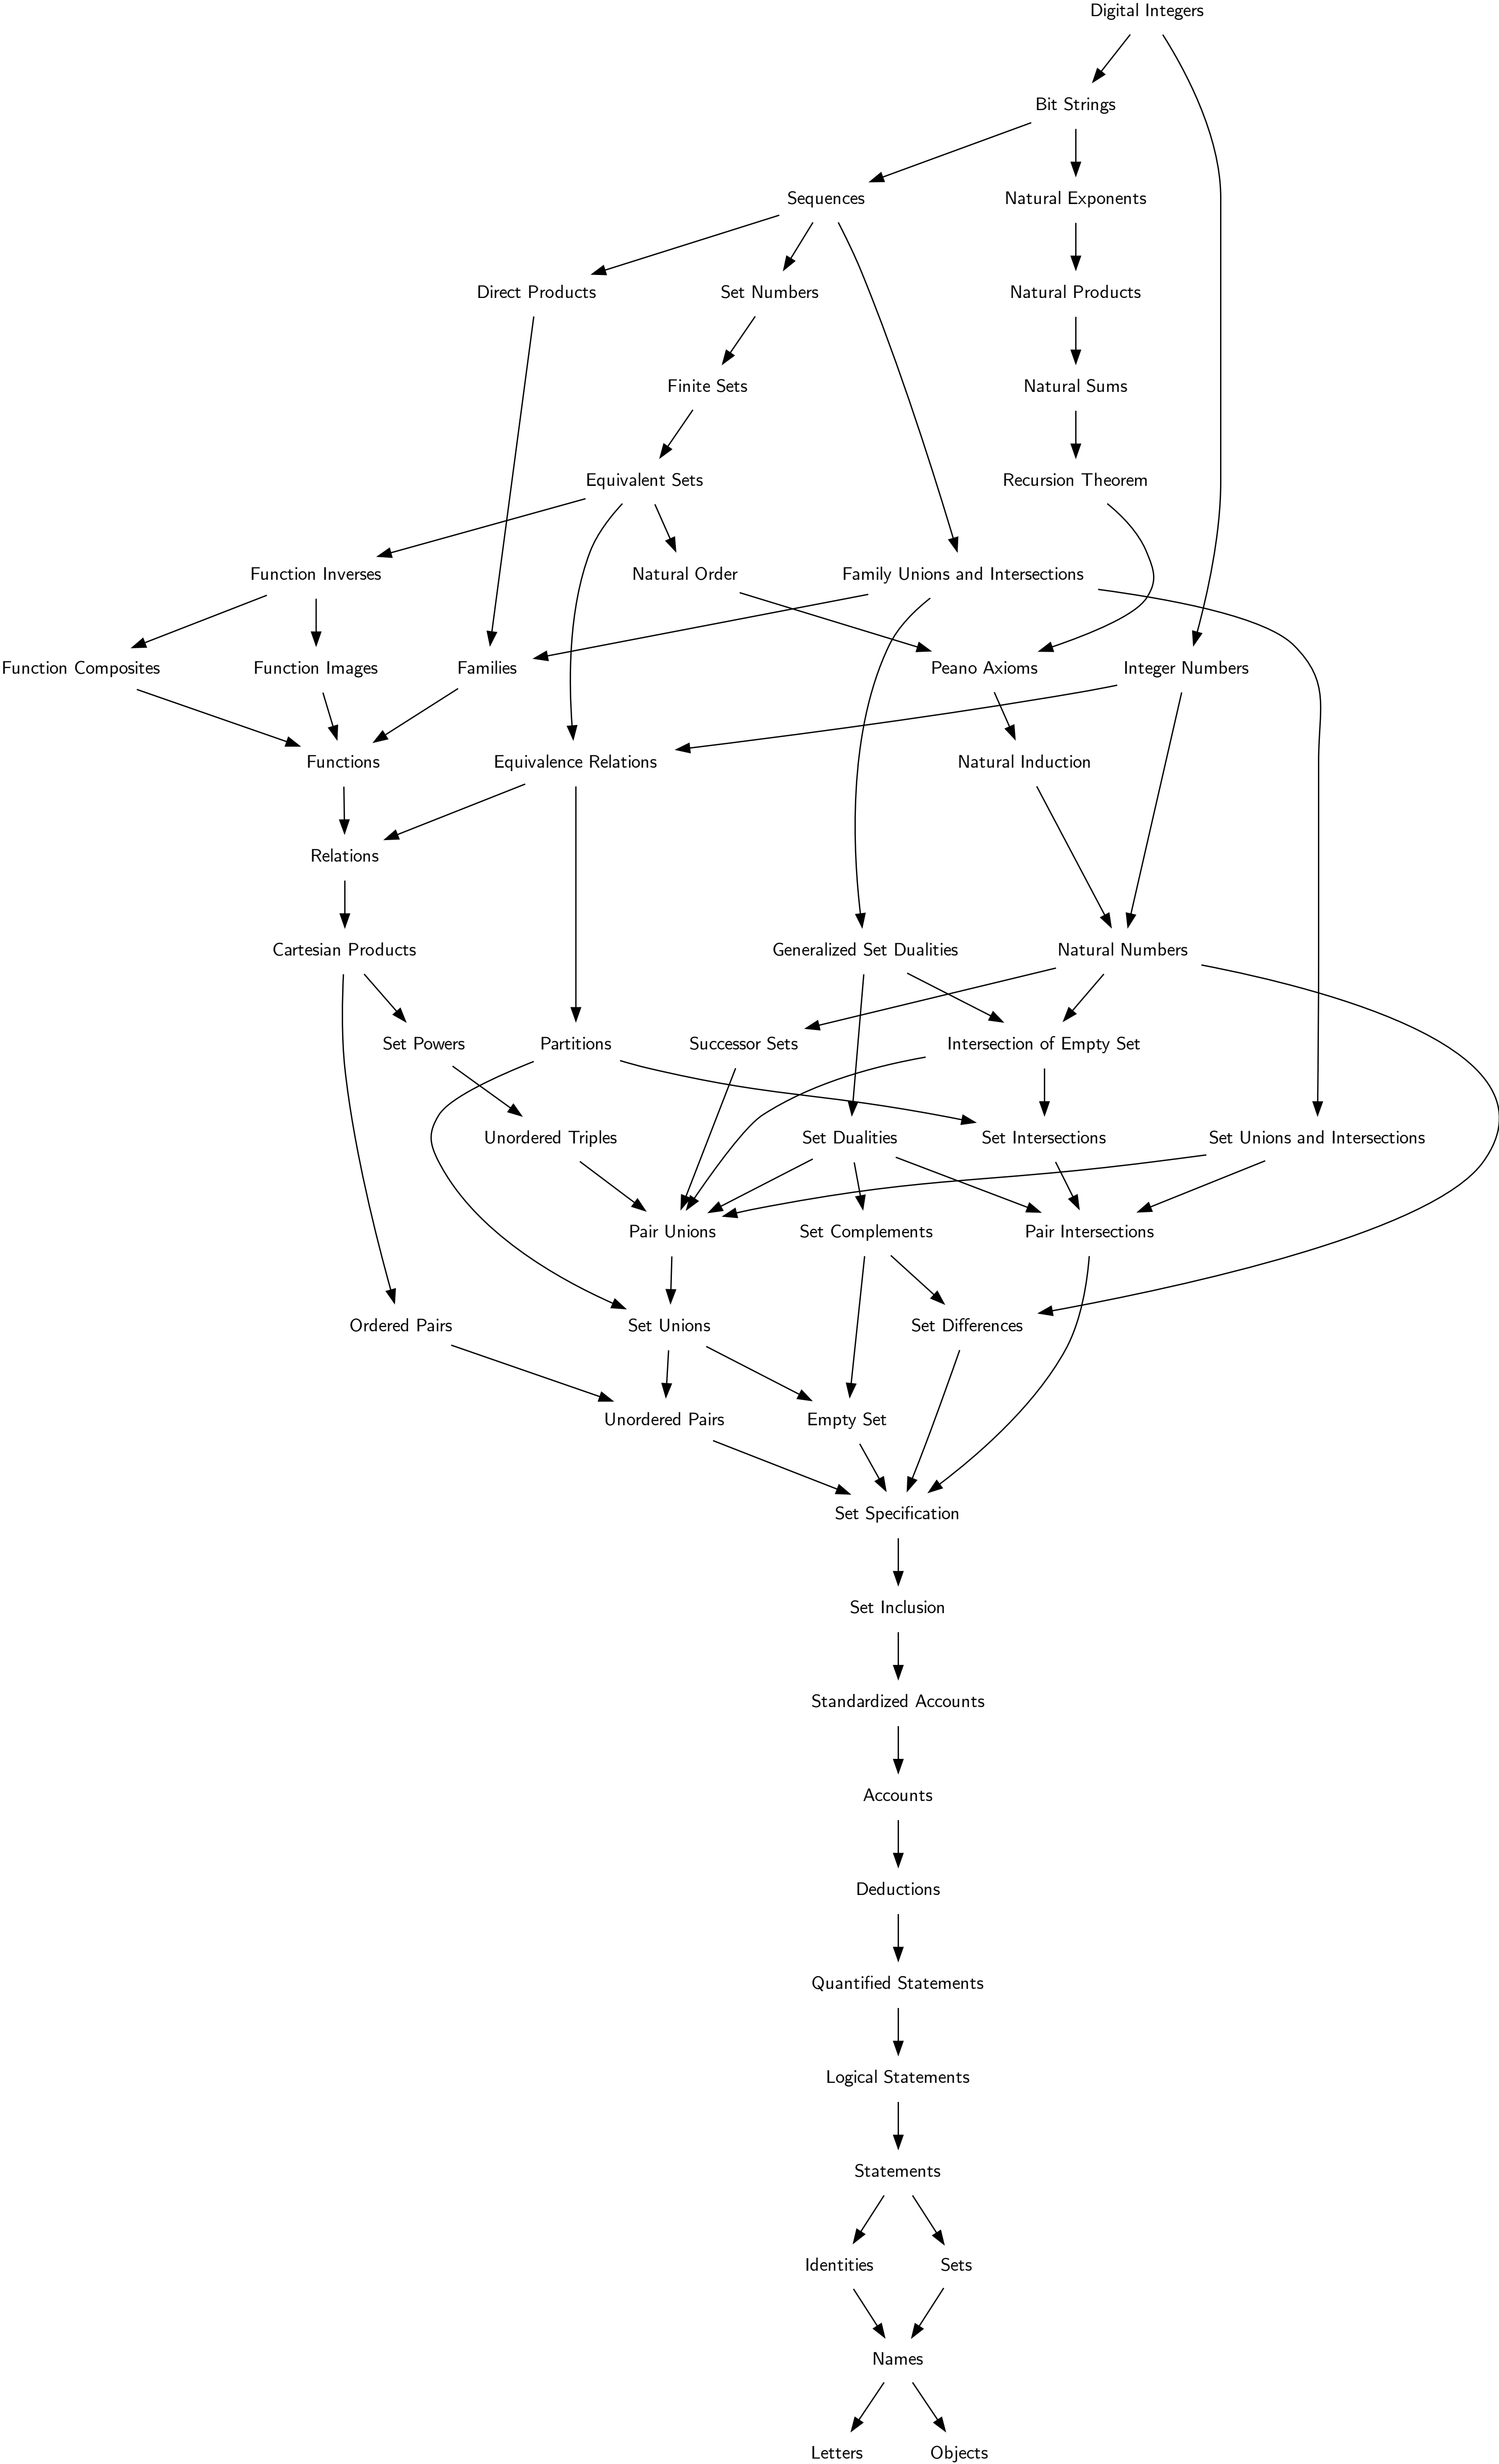 Digital Integers
Bit Strings
Sequences
Natural Exponents
Direct Products
Set Numbers
Natural Products
Finite Sets
Natural Sums
Equivalent Sets
Recursion Theorem
Function Inverses
Natural Order
Family Unions and Intersections
Function Composites
Function Images
Families
Peano Axioms
Integer Numbers
Functions
Equivalence Relations
Natural Induction
Relations
Cartesian Products
Generalized Set Dualities
Natural Numbers
Set Powers
Partitions
Successor Sets
Intersection of Empty Set
Unordered Triples
Set Dualities
Set Intersections
Set Unions and Intersections
Pair Unions
Set Complements
Pair Intersections
Ordered Pairs
Set Unions
Set Differences
Unordered Pairs
Empty Set
Set Specification
Set Inclusion
Standardized Accounts
Accounts
Deductions
Quantified Statements
Logical Statements
Statements
Identities
Sets
Names
Letters
Objects